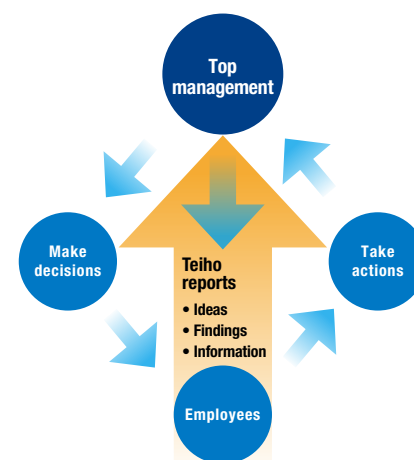 Top
management
Make
decisions
Take
actions
Teiho
reports
• Ideas
• Findings
• Information
Employees